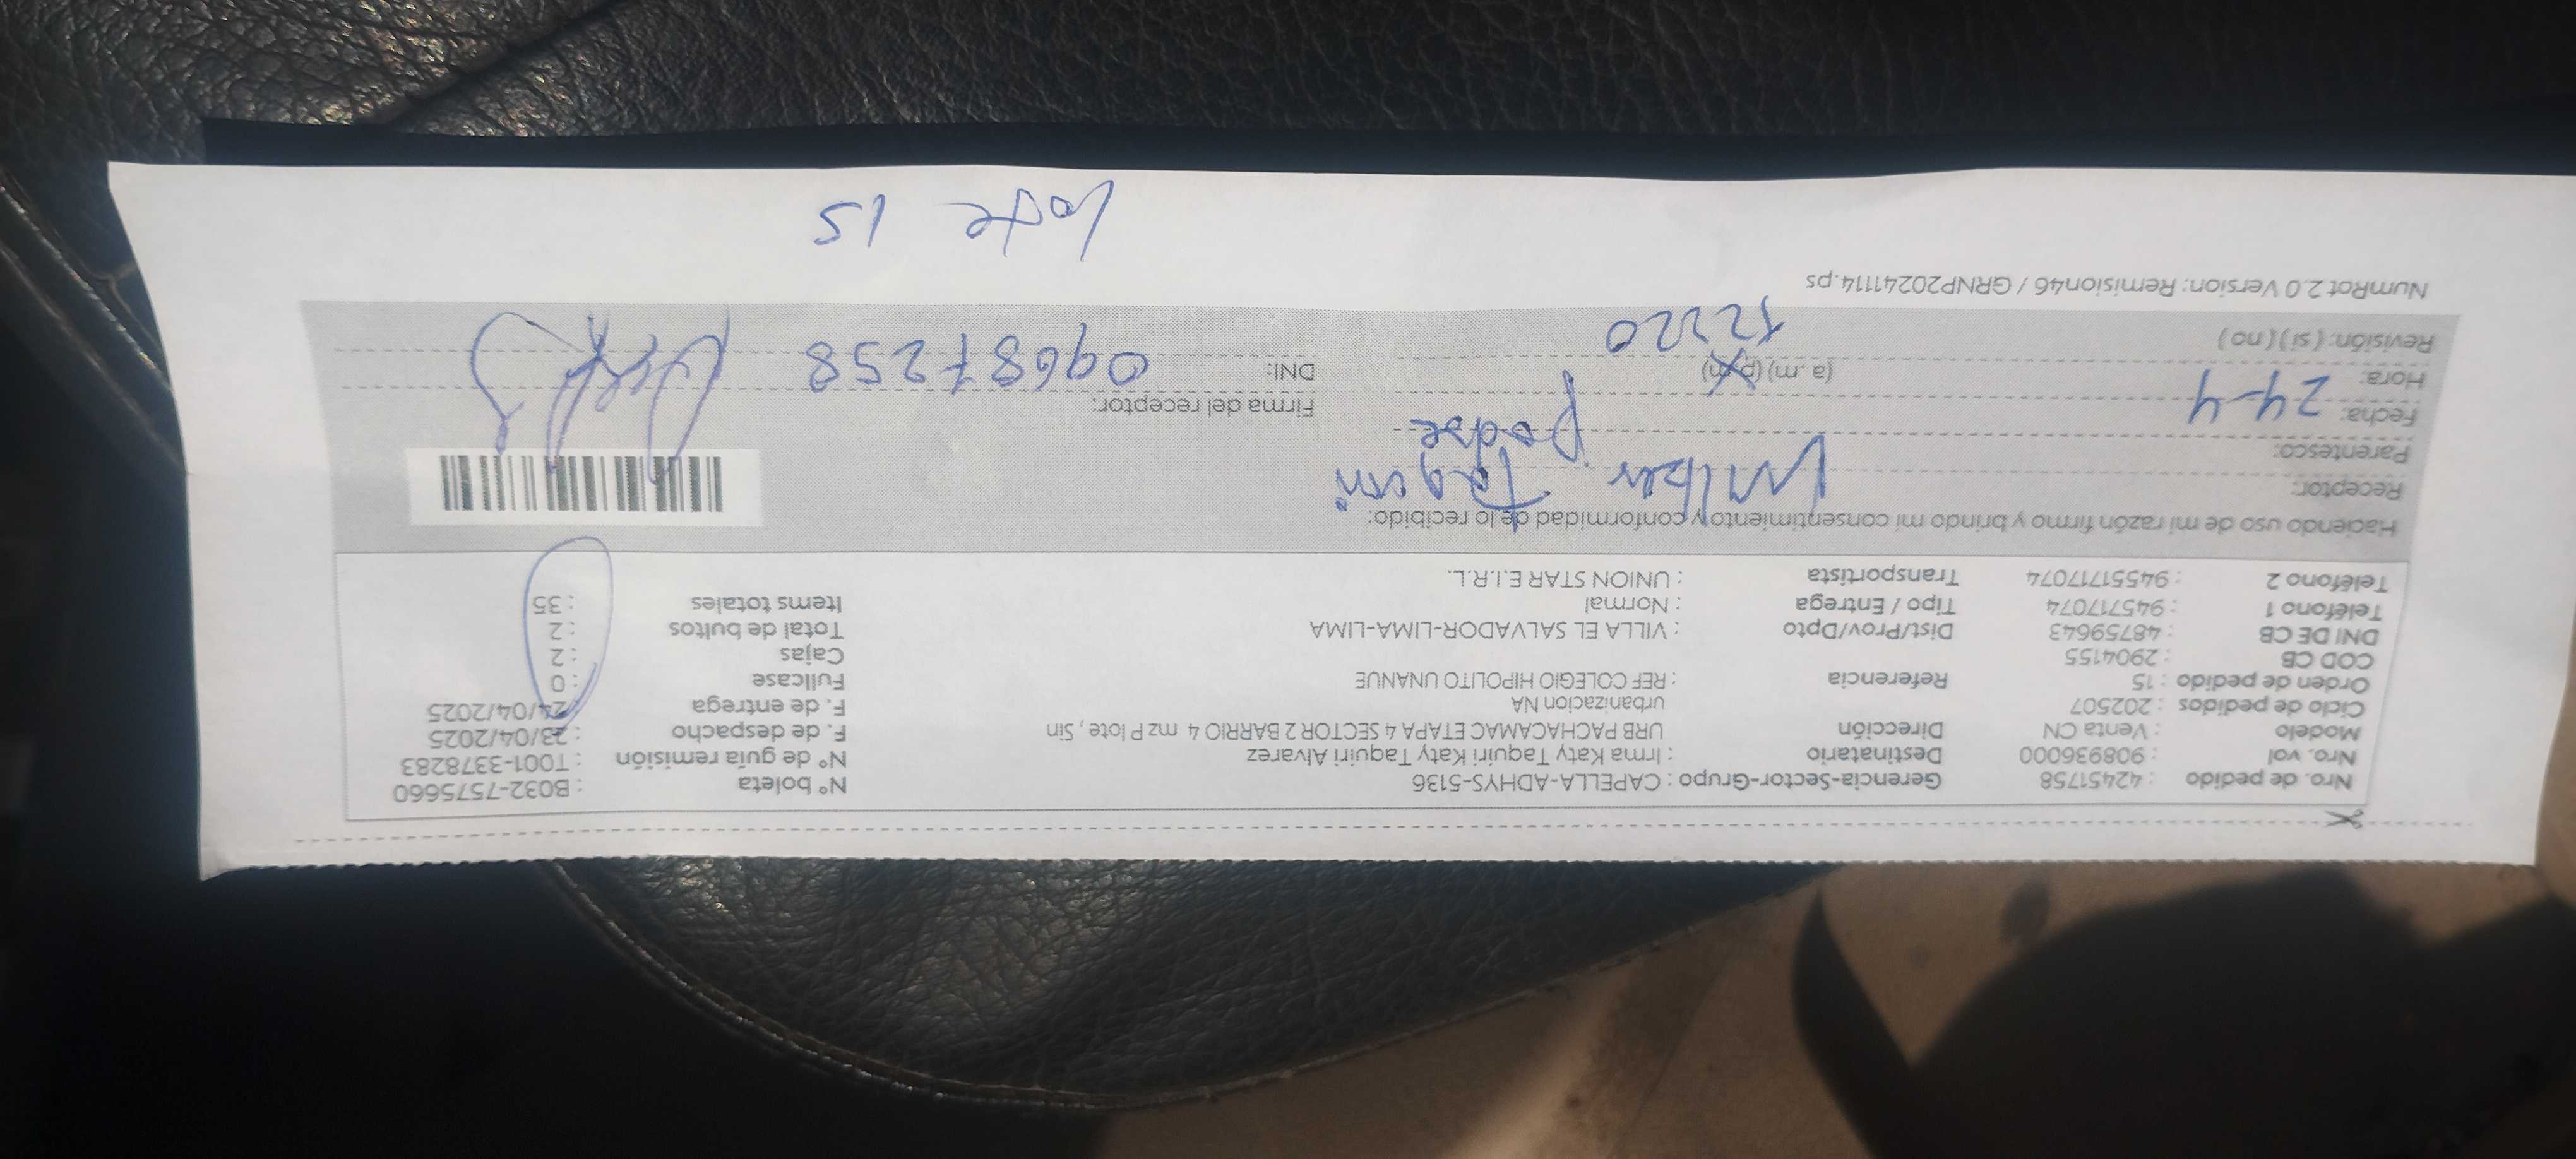 Nro. de pedido : 42451758 Gerencia-Sector-Grupo : CAPELLA-ADHYS-5136 N° boleta : B032-7575660
Nro. vol : 908936000 Destinatario : Irma Katy Taquiri Katy Taquiri Alvarez N° de guía remisión : T001-3378283
Modelo : Venta CN Dirección URB PACHACAMAC ETAPA 4 SECTOR 2 BARRIO 4 mz P lote , Sin F. de despacho : 23/04/2025
Ciclo de pedidos : 202507 urbanizacion NA F. de entrega : 24/04/2025
Orden de pedido : 15 Referencia : REF COLEGIO HIPOLITO UNANUE Fullcase : 0
COD CB : 2904155 Cajas : 2
DNI DE CB : 48759643 Dist/Prov/Dpto : VILLA EL SALVADOR-LIMA-LIMA Total de bultos : 2
Teléfono 1 : 945717074 Tipo / Entrega : Normal Items totales : 35
Teléfono 2 : 9455171707​4 Transportista : UNION STAR E.I.R.L.
Haciendo uso de mi razón firmo y brindo mi consentimiento y conformidad de lo recibido:
Receptor:
Parentesco: padre
Fecha: 24-4 Firma del receptor:
Hora: (a.m) (p.m) DNI: 09687258
Revisión: ( si ) ( no )
NumRot 2.0 Version: Remision46 / GRNP20241114.ps
lote 15